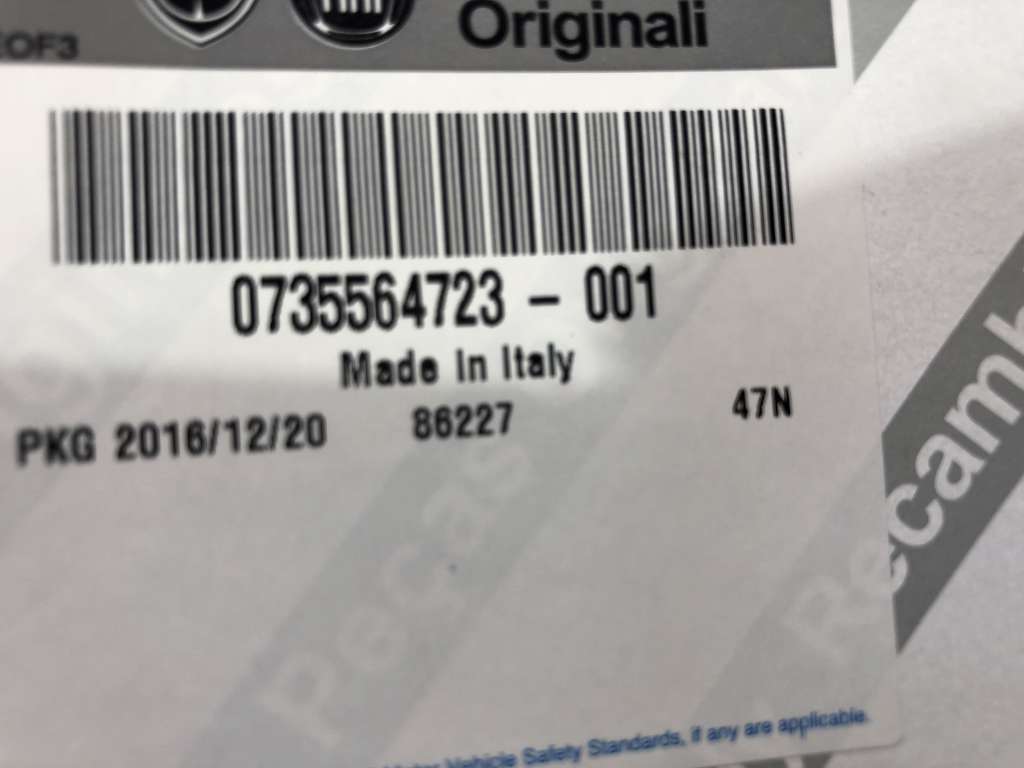 Originali
0735564723 - 001
Made In Italy
PKG 2016/12/20 86227 47N
Recamb
Peças
Vehicle Safety Standards, if any are applicable.